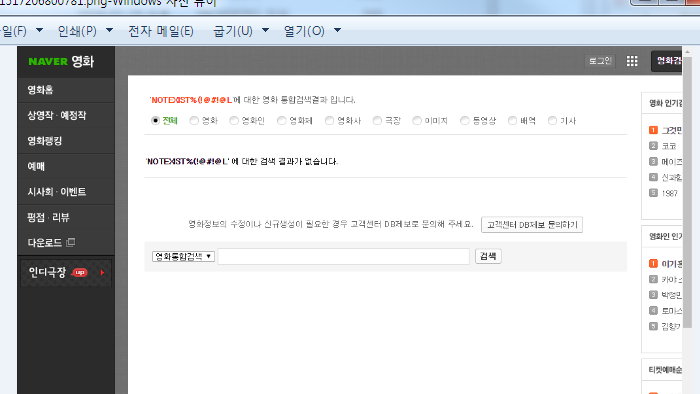 1517206800781.png-Windows 사진 뷰어
일(F) 인쇄(P) 전자 메일(E) 굽기(U) 열기(O)
NAVER 영화
로그인
영화검
영화홈
상영작 · 예정작
영화랭킹
예매
시사회 · 이벤트
평점 · 리뷰
다운로드
인디극장 up
'NOTEXIST%(!@#!@L'에 대한 영화 통합검색결과 입니다.
전체 영화 영화인 영화제 영화사 극장 이미지 동영상 배역 기사
'NOTEXIST%(!@#!@L' 에 대한 검색 결과가 없습니다.
영화정보의 수정이나 신규생성이 필요한 경우 고객센터 DB제보로 문의해 주세요. 고객센터 DB제보 문의하기
영화통합검색 검색
영화 인기검
1 그것만
2 코코
3 메이즈
4 신과함
5 1987
영화인 인기
1
2 카야 스
3 박정민
4 토마스
5 김향기
티켓예매순